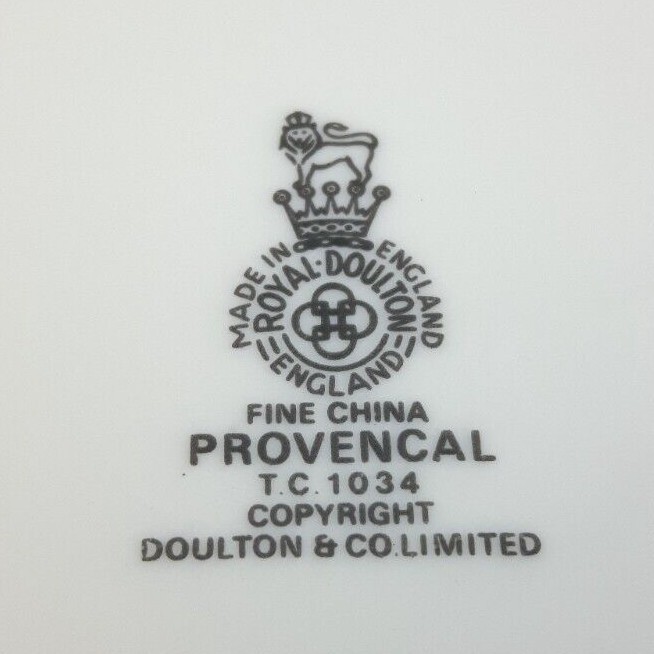 MADE IN ENGLAND
ROYAL·DOULTON
ENGLAND
FINE CHINA
PROVENCAL
T.C.1034
COPYRIGHT
DOULTON & CO.LIMITED